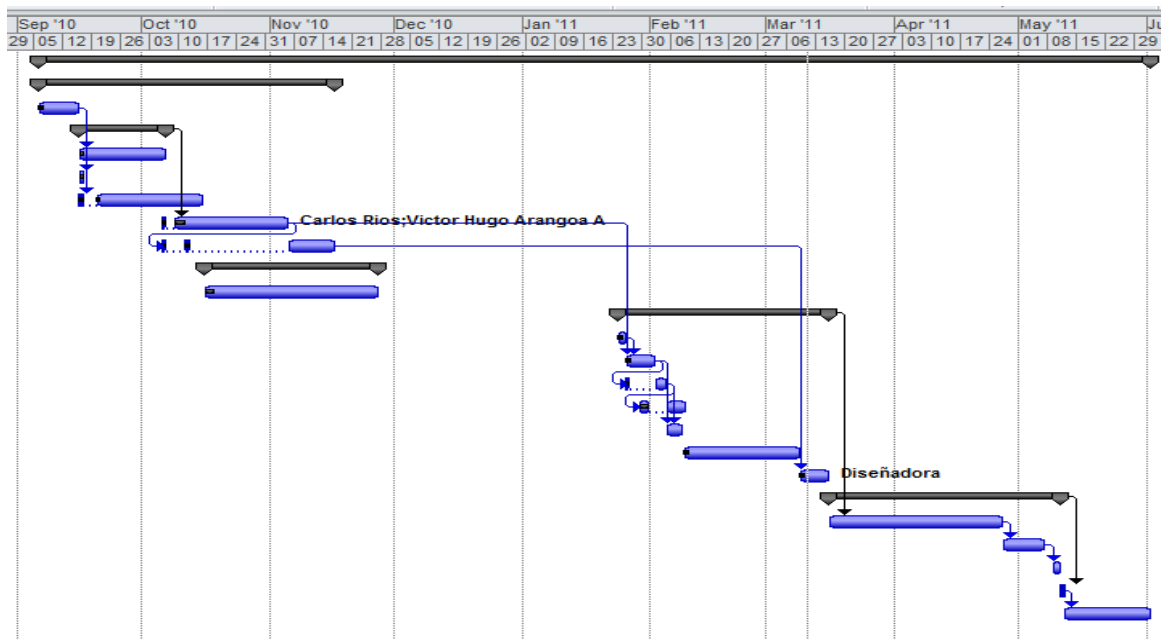 Sep '10 Oct '10 Nov '10 Dec '10 Jan '11 Feb '11 Mar '11 Apr '11 May '11 Ju
29 05 12 19 26 03 10 17 24 31 07 14 21 28 05 12 19 26 02 09 16 23 30 06 13 20 27 06 13 20 27 03 10 17 24 01 08 15 22 29
Carlos Rios;Victor Hugo Arangoa A
Diseñadora